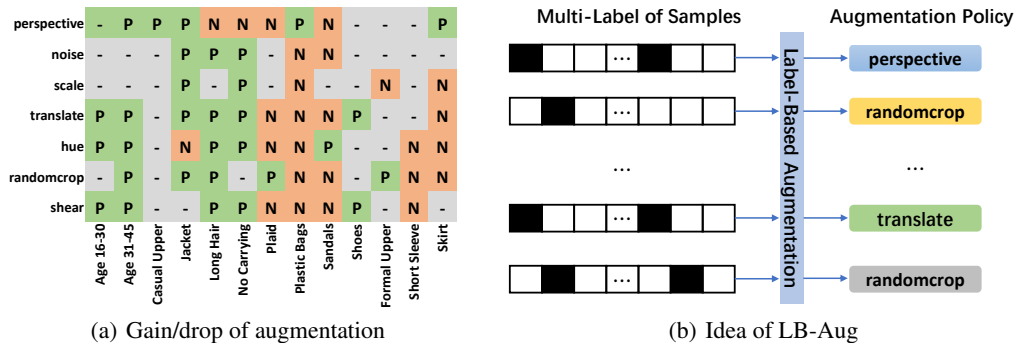 perspective - P P P N N N P N - - - P
noise - - - P P P - N N - - - -
scale - - - P - P - N - - N - N
translate P P - P P P N N N P - N N
hue P P - N P P N N P - - N N
randomcrop - P - P P - P N N - P N N
shear P P - - P P N N N P - N -
Age 16-30
Age 31-45
Casual Upper
Jacket
Long Hair
No Carrying
Plaid
Plastic Bags
Sandals
Shoes
Formal Upper
Short Sleeve
Skirt
(a) Gain/drop of augmentation
Multi-Label of Samples
Augmentation Policy
...
perspective
...
randomcrop
...
...
...
translate
...
randomcrop
Label-Based Augmentation
(b) Idea of LB-Aug